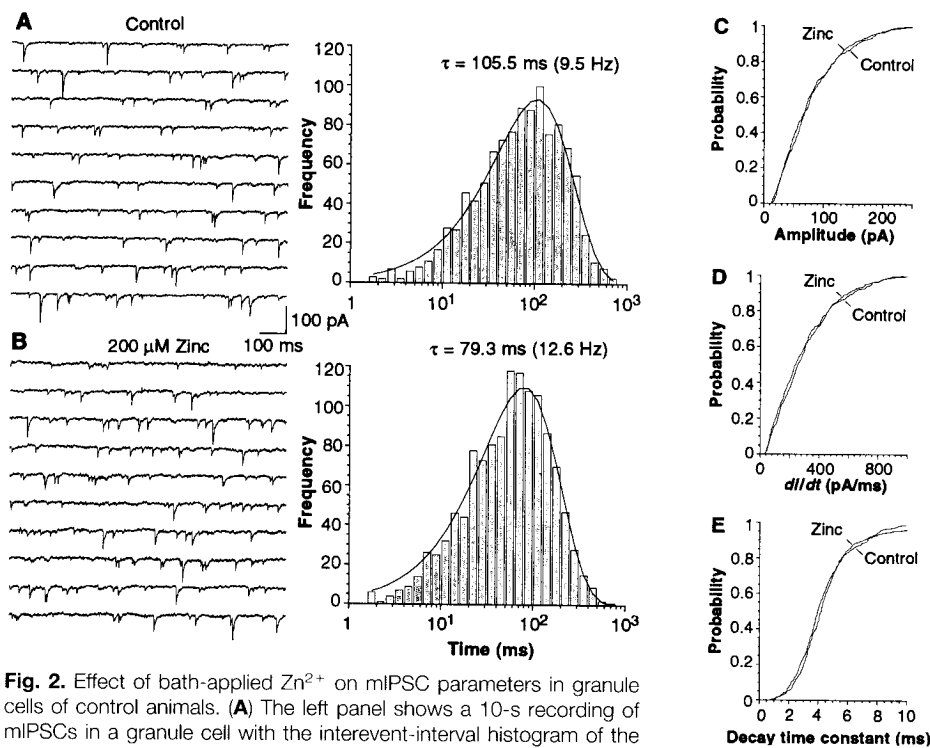 A
Control
τ = 105.5 ms (9.5 Hz)
Frequency
120
100
80
60
40
20
0
1
10¹
10²
10³
100 pA
100 ms
B
200 µM Zinc
τ = 79.3 ms (12.6 Hz)
Frequency
120
100
80
60
40
20
0
1
10¹
10²
10³
Time (ms)
C
Zinc
Control
Probability
1
0.8
0.6
0.4
0.2
0
0
100
200
Amplitude (pA)
D
Zinc
Control
Probability
1
0.8
0.6
0.4
0.2
0
0
400
800
dI/dt (pA/ms)
E
Zinc
Control
Probability
1
0.8
0.6
0.4
0.2
0
0
2
4
6
8
10
Decay time constant (ms)
Fig. 2. Effect of bath-applied Zn²⁺ on mIPSC parameters in granule
cells of control animals. (A) The left panel shows a 10-s recording of
mIPSCs in a granule cell with the interevent-interval histogram of the